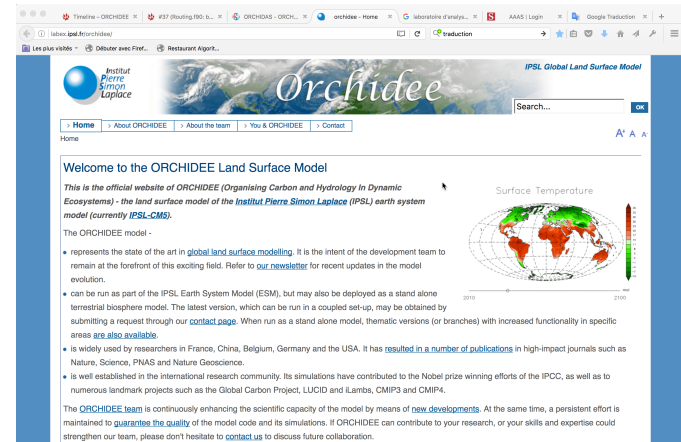 Timeline – ORCHIDEE
#37 (Routing.f90: b...
ORCHIDAS - ORCH...
orchidee - Home
laboratoire d'analys...
AAAS | Login
Google Traduction
labex.ipsl.fr/orchidee/
traduction
Les plus visités
Débuter avec Firef...
Restaurant Algorit...
Institut
Pierre
Simon
Laplace
Orchidee
IPSL Global Land Surface Model
Search...
OK
> Home > About ORCHIDEE > About the team > You & ORCHIDEE > Contact
Home
A+ A A-
Welcome to the ORCHIDEE Land Surface Model
This is the official website of ORCHIDEE (Organising Carbon and Hydrology In Dynamic
Ecosystems) - the land surface model of the Institut Pierre Simon Laplace (IPSL) earth system
model (currently IPSL-CM5).
The ORCHIDEE model -
• represents the state of the art in global land surface modelling. It is the intent of the development team to
remain at the forefront of this exciting field. Refer to our newsletter for recent updates in the model
evolution.
• can be run as part of the IPSL Earth System Model (ESM), but may also be deployed as a stand alone
terrestrial biosphere model. The latest version, which can be run in a coupled set-up, may be obtained by
submitting a request through our contact page. When run as a stand alone model, thematic versions (or branches) with increased functionality in specific
areas are also available.
• is widely used by researchers in France, China, Belgium, Germany and the USA. It has resulted in a number of publications in high-impact journals such as
Nature, Science, PNAS and Nature Geoscience.
• is well established in the international research community. Its simulations have contributed to the Nobel prize winning efforts of the IPCC, as well as to
numerous landmark projects such as the Global Carbon Project, LUCID and iLambs, CMIP3 and CMIP4.
The ORCHIDEE team is continuously enhancing the scientific capacity of the model by means of new developments. At the same time, a persistent effort is
maintained to guarantee the quality of the model code and its simulations. If ORCHIDEE can contribute to your research, or your skills and expertise could
strengthen our team, please don't hesitate to contact us to discuss future collaboration.
Surface Temperature
2010
2100